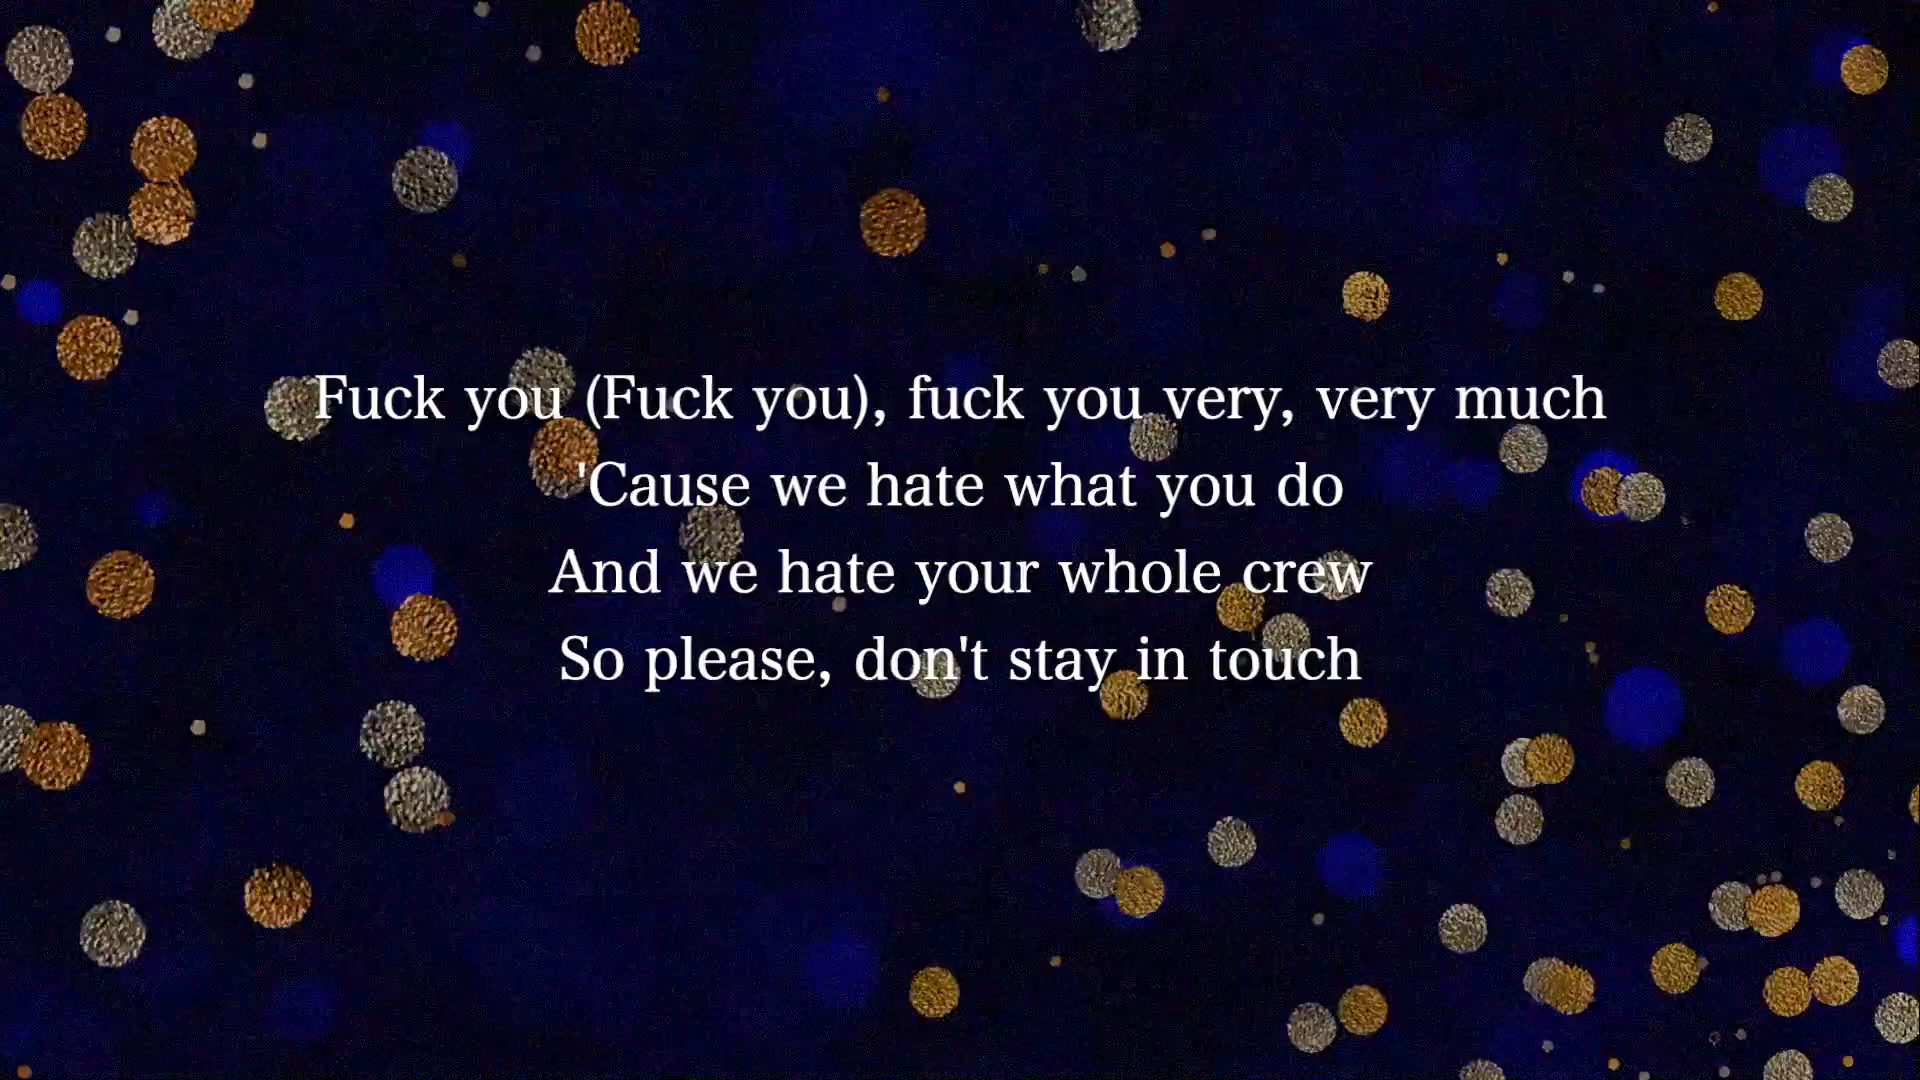 Fuck you (Fuck you), fuck you very, very much
'Cause we hate what you do
And we hate your whole crew
So please, don't stay in touch